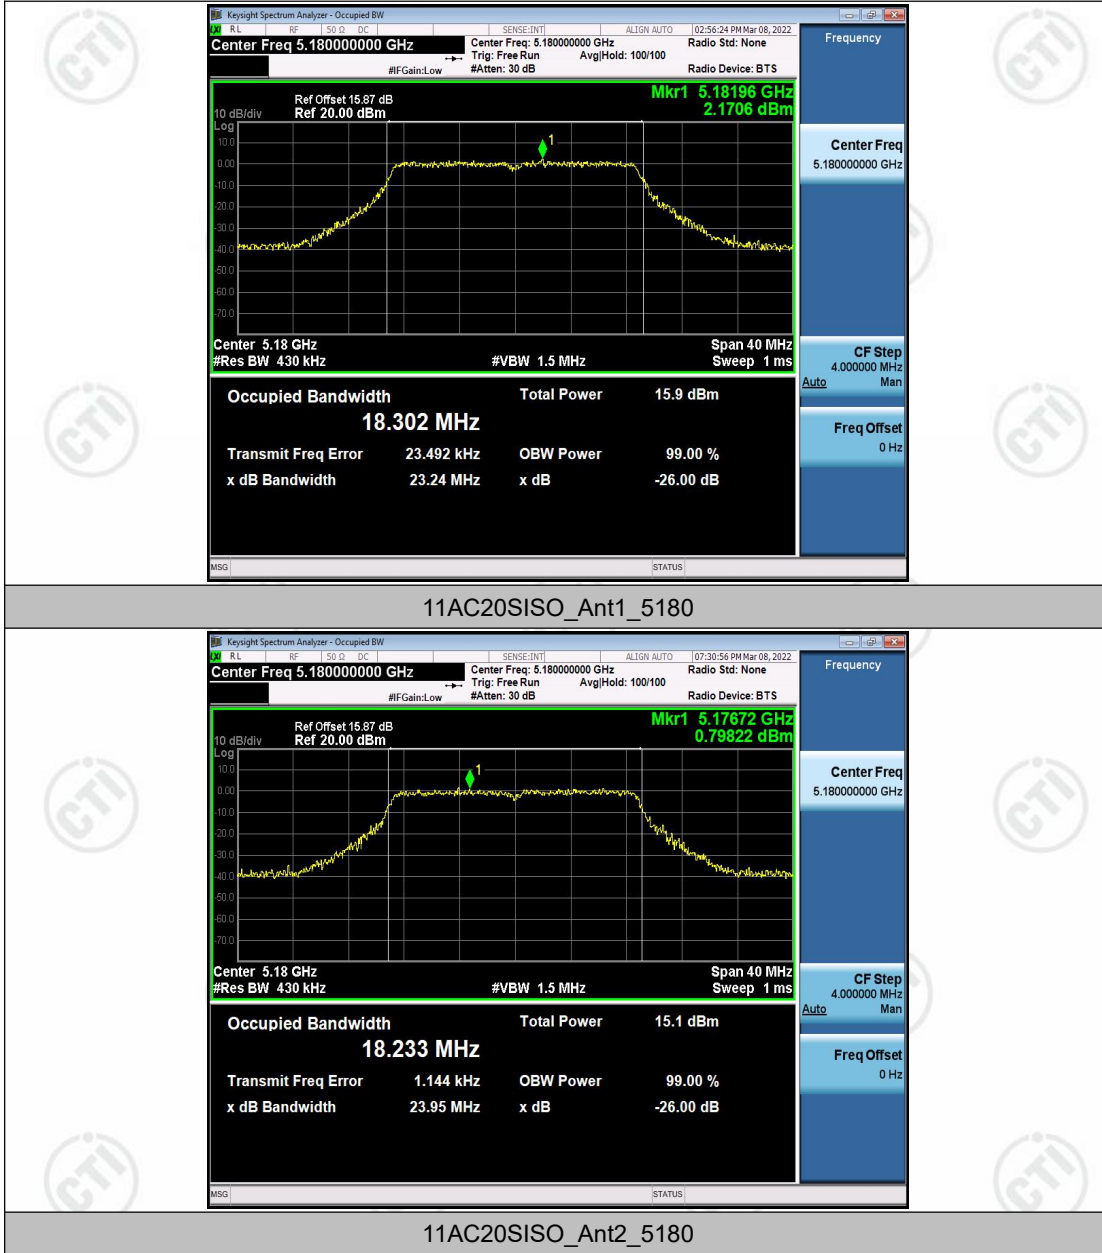 Keysight Spectrum Analyzer - Occupied BW
LXI RL RF 50 Ω DC SENSE:INT ALIGN AUTO 02:56:24 PM Mar 08, 2022
Center Freq 5.180000000 GHz Center Freq: 5.180000000 GHz Radio Std: None Frequency
Trig: Free Run Avg|Hold: 100/100
#IFGain:Low #Atten: 30 dB Radio Device: BTS
Mkr1 5.18196 GHz
2.1706 dBm
Ref Offset 15.87 dB
10 dB/div Ref 20.00 dBm
Log
10.0
0.00
-10.0
-20.0
-30.0
-40.0
-50.0
-60.0
-70.0
1
Center Freq
5.180000000 GHz
Center 5.18 GHz Span 40 MHz
#Res BW 430 kHz #VBW 1.5 MHz Sweep 1 ms
CF Step
4.000000 MHz
Auto Man
Freq Offset
0 Hz
Occupied Bandwidth Total Power 15.9 dBm
18.302 MHz
Transmit Freq Error 23.492 kHz OBW Power 99.00 %
x dB Bandwidth 23.24 MHz x dB -26.00 dB
MSG STATUS
11AC20SISO_Ant1_5180
Keysight Spectrum Analyzer - Occupied BW
LXI RL RF 50 Ω DC SENSE:INT ALIGN AUTO 07:30:56 PM Mar 08, 2022
Center Freq 5.180000000 GHz Center Freq: 5.180000000 GHz Radio Std: None Frequency
Trig: Free Run Avg|Hold: 100/100
#IFGain:Low #Atten: 30 dB Radio Device: BTS
Mkr1 5.17672 GHz
0.79822 dBm
Ref Offset 15.87 dB
10 dB/div Ref 20.00 dBm
Log
10.0
0.00
-10.0
-20.0
-30.0
-40.0
-50.0
-60.0
-70.0
1
Center Freq
5.180000000 GHz
Center 5.18 GHz Span 40 MHz
#Res BW 430 kHz #VBW 1.5 MHz Sweep 1 ms
CF Step
4.000000 MHz
Auto Man
Freq Offset
0 Hz
Occupied Bandwidth Total Power 15.1 dBm
18.233 MHz
Transmit Freq Error 1.144 kHz OBW Power 99.00 %
x dB Bandwidth 23.95 MHz x dB -26.00 dB
MSG STATUS
11AC20SISO_Ant2_5180
CTI
CTI
CTI
CTI
CTI
CTI
CTI
CTI